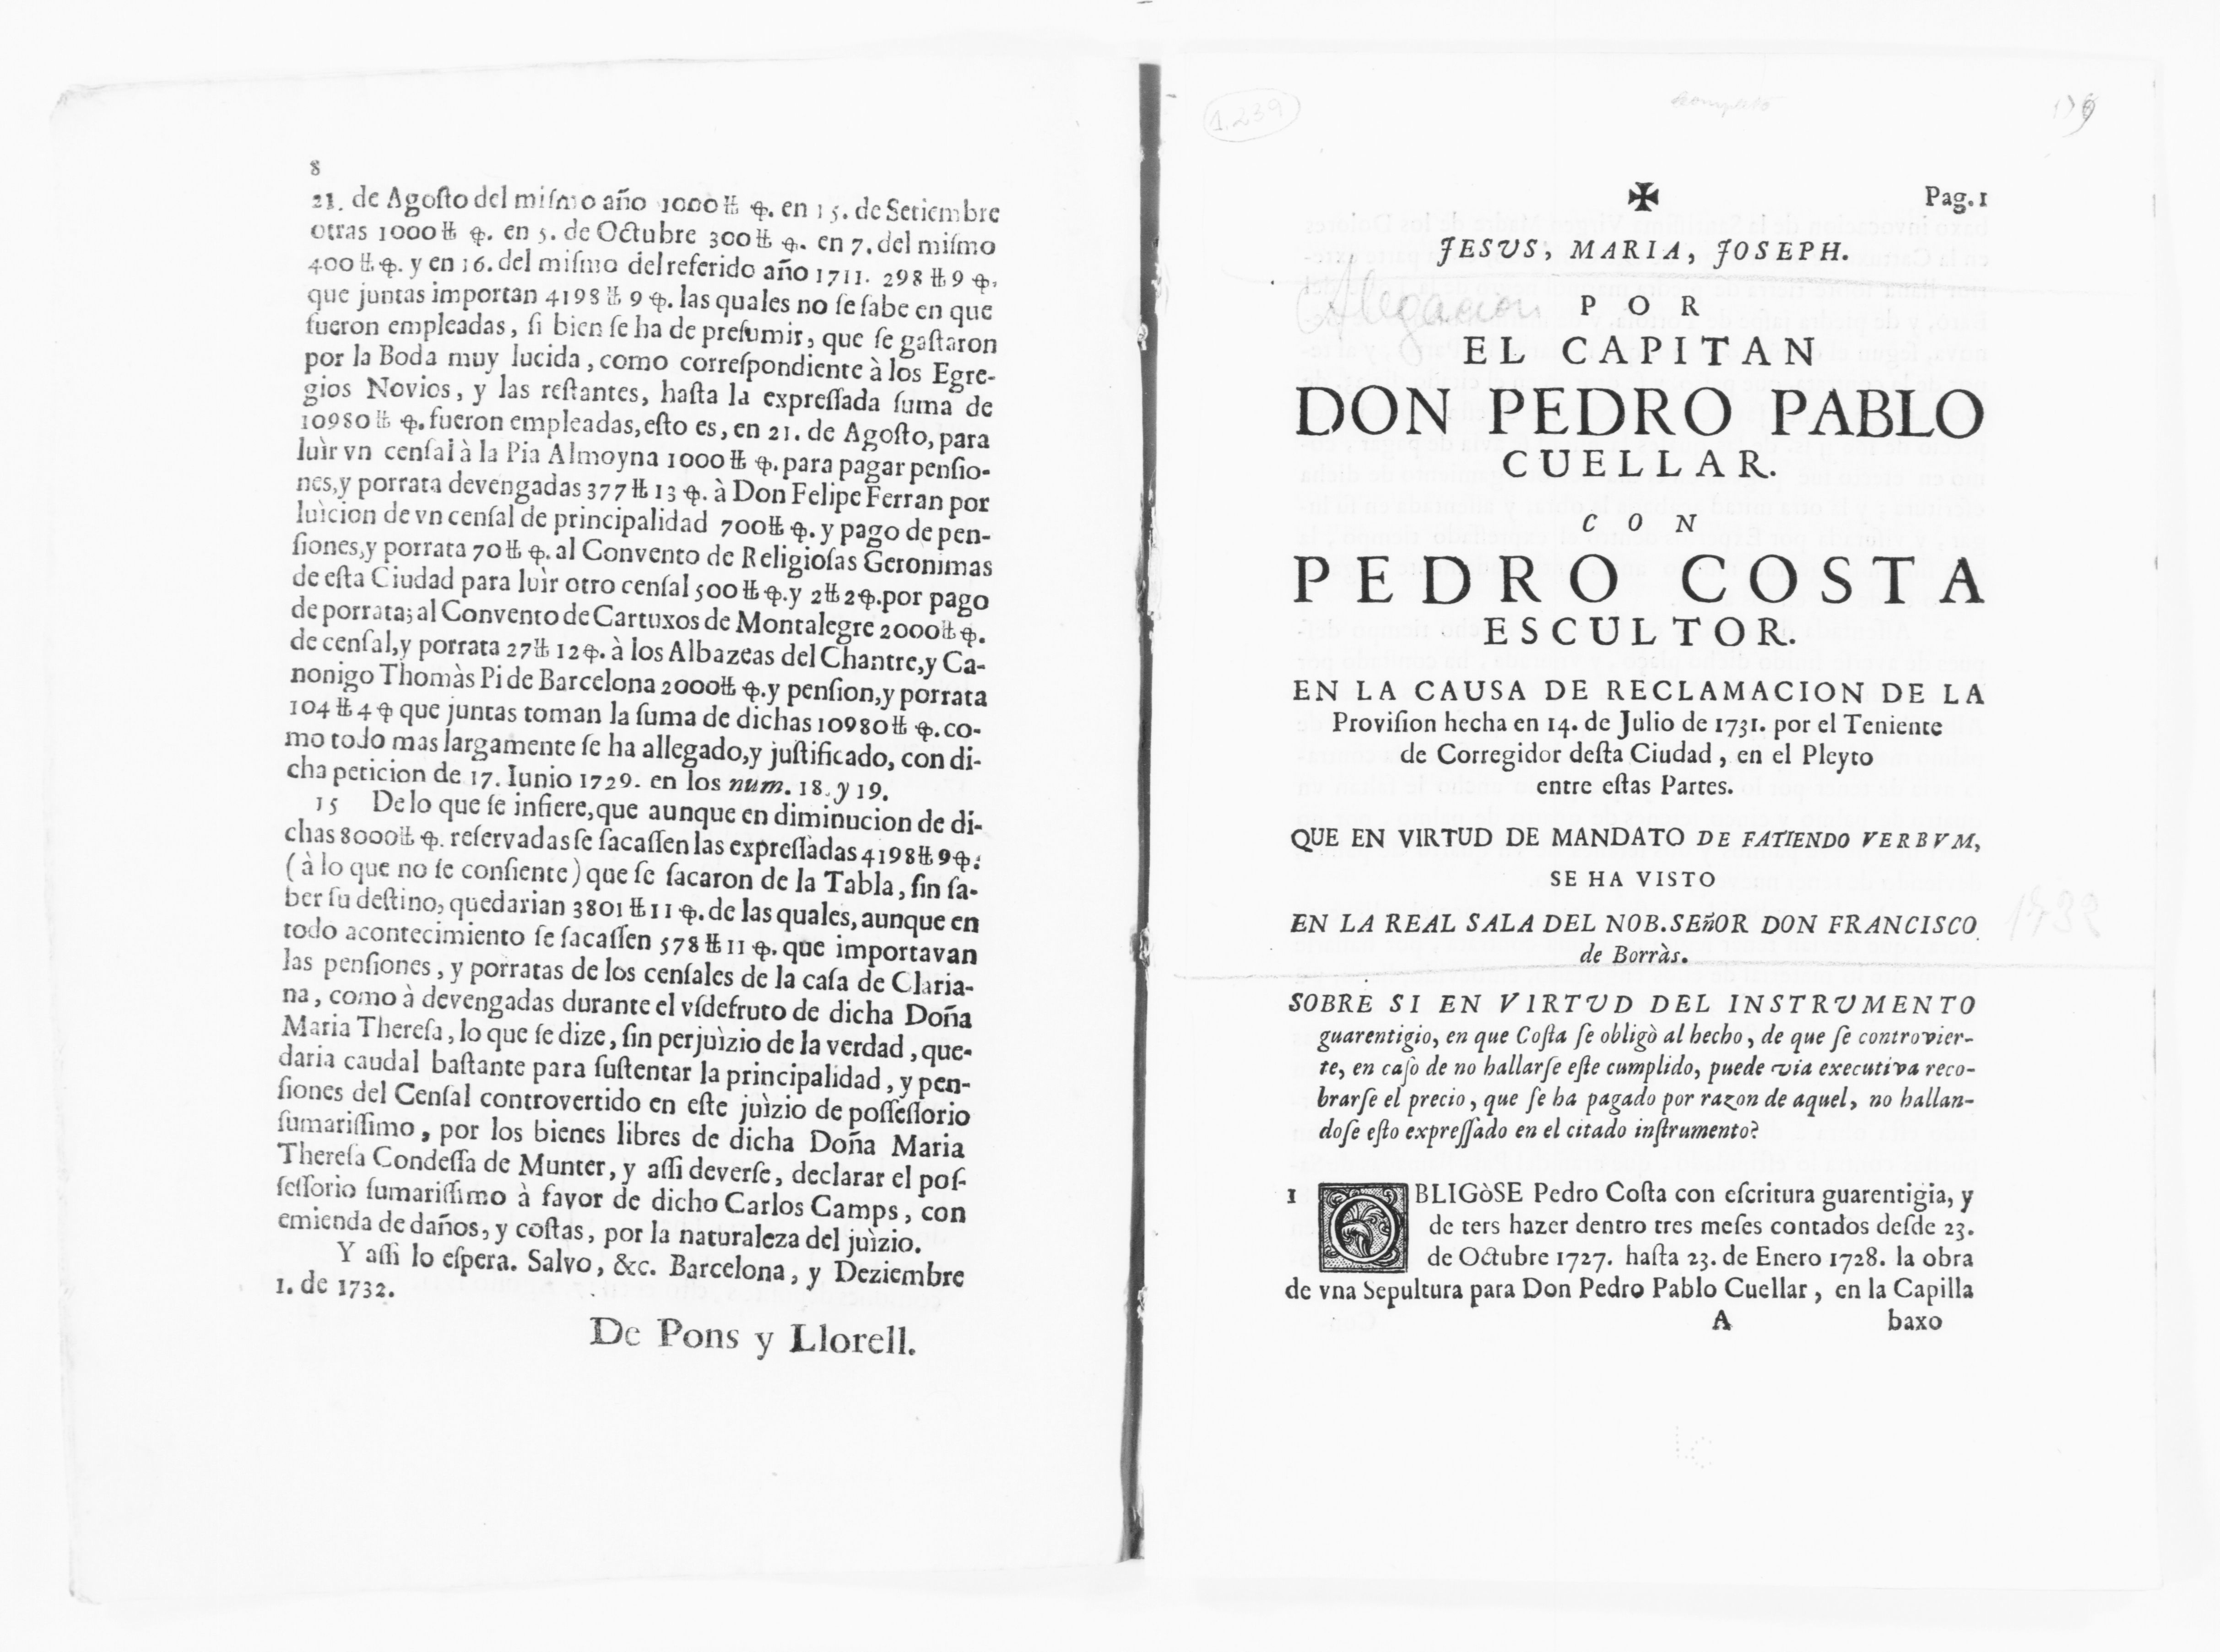 8
21. de Agoſto del miſmo año 1000 ₶ ȹ. en 15. de Setiembre
otras 1000 ₶ ȹ. en 5. de Octubre 300 ₶ ȹ. en 7. del miſmo
400 ₶ ȹ. y en 16. del miſmo del referido año 1711. 298 ₶ 9 ȹ.
que juntas importan 4198 ₶ 9 ȹ. las quales no ſe ſabe en que
fueron empleadas, ſi bien ſe ha de preſumir, que ſe gaſtaron
por la Boda muy lucida, como correſpondiente à los Egre-
gios Novios, y las reſtantes, haſta la expreſſada ſuma de
10980 ₶ ȹ. fueron empleadas, eſto es, en 21. de Agoſto, para
luìr vn cenſal à la Pia Almoyna 1000 ₶ ȹ. para pagar penſio-
nes, y porrata devengadas 377 ₶ 13 ȹ. à Don Felipe Ferran por
luìcion de vn cenſal de principalidad 700 ₶ ȹ. y pago de pen-
ſiones, y porrata 70 ₶ ȹ. al Convento de Religioſas Geronimas
de eſta Ciudad para luìr otro cenſal 500 ₶ ȹ. y 2 ₶ 2 ȹ. por pago
de porrata; al Convento de Cartuxos de Montalegre 2000 ₶ ȹ.
de cenſal, y porrata 27 ₶ 12 ȹ. à los Albazeas del Chantre, y Ca-
nonigo Thomàs Pi de Barcelona 2000 ₶ ȹ. y penſion, y porrata
104 ₶ 4 ȹ que juntas toman la ſuma de dichas 10980 ₶ ȹ. co-
mo todo mas largamente ſe ha allegado, y juſtificado, con di-
cha peticion de 17. Iunio 1729. en los num. 18. y 19.
15 De lo que ſe infiere, que aunque en diminucion de di-
chas 8000 ₶ ȹ. reſervadas ſe ſacaſſen las expreſſàdas 4198 ₶ 9 ȹ:
(à lo que no ſe conſiente) que ſe ſacaron de la Tabla, ſin ſa-
ber ſu deſtino, quedarian 3801 ₶ 11 ȹ. de las quales, aunque en
todo acontecimiento ſe ſacaſſen 578 ₶ 11 ȹ. que importavan
las penſiones, y porratas de los cenſales de la caſa de Claria-
na, como à devengadas durante el vſdefruto de dicha Doña
Maria Thereſa, lo que ſe dize, ſin perjuìzio de la verdad, que-
daria caudal baſtante para ſuſtentar la principalidad, y pen-
ſiones del Cenſal controvertido en eſte juìzio de poſſeſſorio
ſumariſſimo, por los bienes libres de dicha Doña Maria
Thereſa Condeſſa de Munter, y aſſi deverſe, declarar el poſ-
ſeſſorio ſumariſſimo à favor de dicho Carlos Camps, con
emienda de daños, y coſtas, por la naturaleza del juìzio.
Y aſſi lo eſpera. Salvo, &c. Barcelona, y Deziembre
1. de 1732.
De Pons y Llorell.
1.239
✠ Pag. 1
JESVS, MARIA, JOSEPH.
Alegacion
POR
EL CAPITAN
DON PEDRO PABLO
CUELLAR.
CON
PEDRO COSTA
ESCULTOR.
EN LA CAUSA DE RECLAMACION DE LA
Proviſion hecha en 14. de Julio de 1731. por el Teniente
de Corregidor deſta Ciudad, en el Pleyto
entre eſtas Partes.
QUE EN VIRTUD DE MANDATO DE FATIENDO VERBVM,
SE HA VISTO
EN LA REAL SALA DEL NOB. SEñOR DON FRANCISCO
de Borràs.
1732
SOBRE SI EN VIRTUD DEL INSTRUMENTO
guarentigio, en que Coſta ſe obligò al hecho, de que ſe controvier-
te, en caſo de no hallarſe eſte cumplido, puede via executiva reco-
brarſe el precio, que ſe ha pagado por razon de aquel, no hallan-
doſe eſto expreſſado en el citado inſtrumento?
1 OBLIGòSE Pedro Coſta con eſcritura guarentigia, y
de ters hazer dentro tres meſes contados deſde 23.
de Octubre 1727. haſta 23. de Enero 1728. la obra
de vna Sepultura para Don Pedro Pablo Cuellar, en la Capilla
A baxo